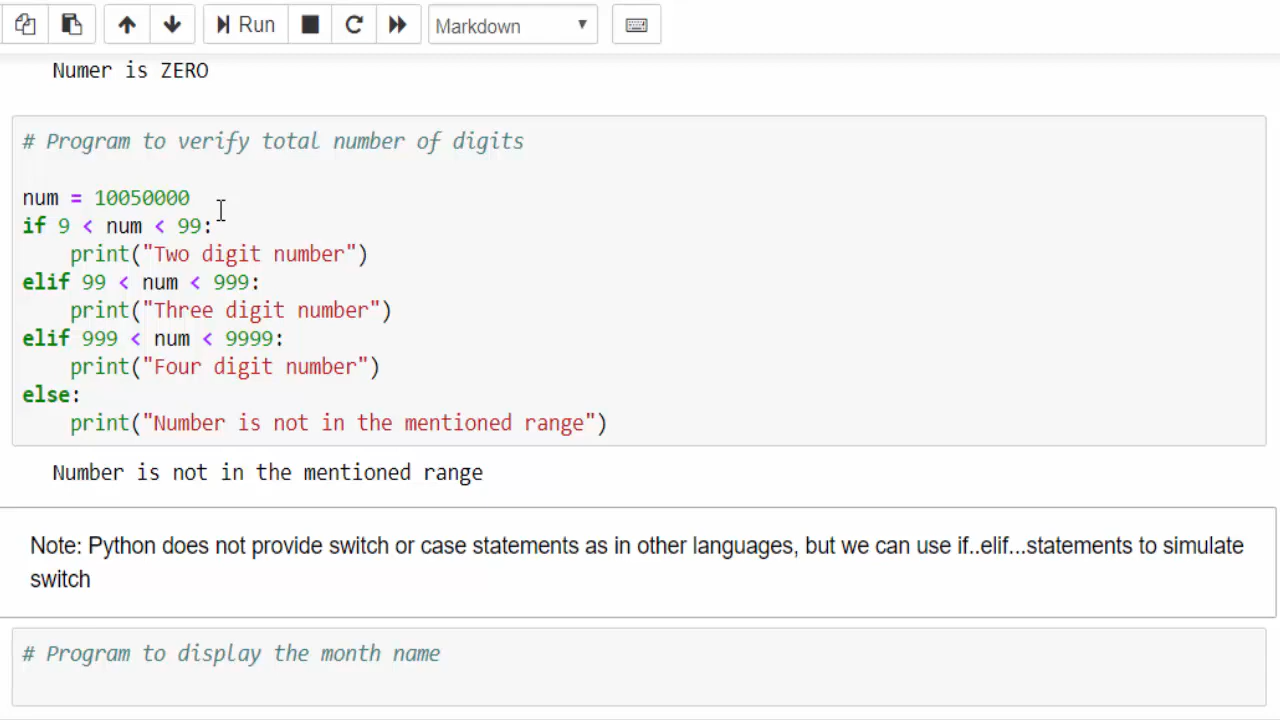 Run Markdown
Numer is ZERO
# Program to verify total number of digits
num = 10050000
if 9 < num < 99:
    print("Two digit number")
elif 99 < num < 999:
    print("Three digit number")
elif 999 < num < 9999:
    print("Four digit number")
else:
    print("Number is not in the mentioned range")
Number is not in the mentioned range
Note: Python does not provide switch or case statements as in other languages, but we can use if..elif...statements to simulate
switch
# Program to display the month name